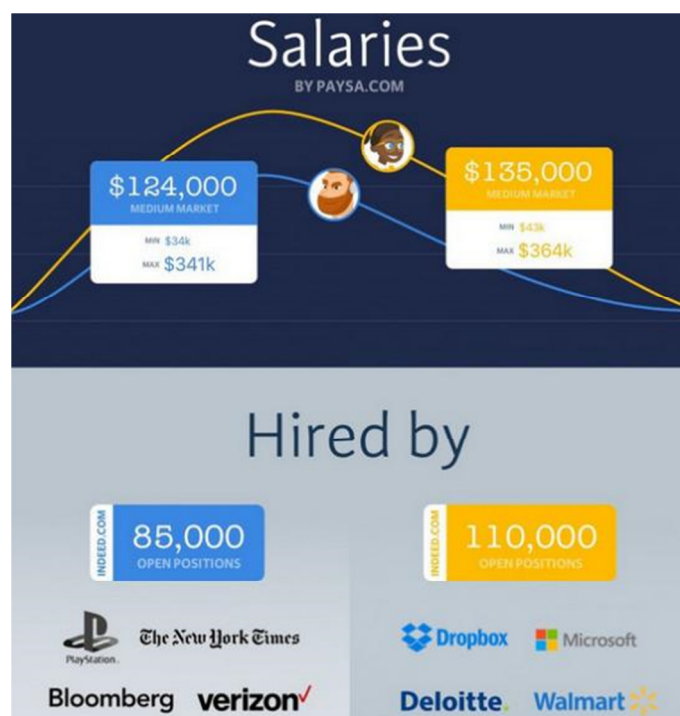 Salaries
BY PAYSA.COM
$124,000
MEDIUM MARKET
MIN $34k
MAX $341k
$135,000
MEDIUM MARKET
MIN $43k
MAX $364k
Hired by
INDEED.COM
85,000
OPEN POSITIONS
INDEED.COM
110,000
OPEN POSITIONS
PlayStation.
The New York Times
Bloomberg
verizon✓
Dropbox
Microsoft
Deloitte.
Walmart